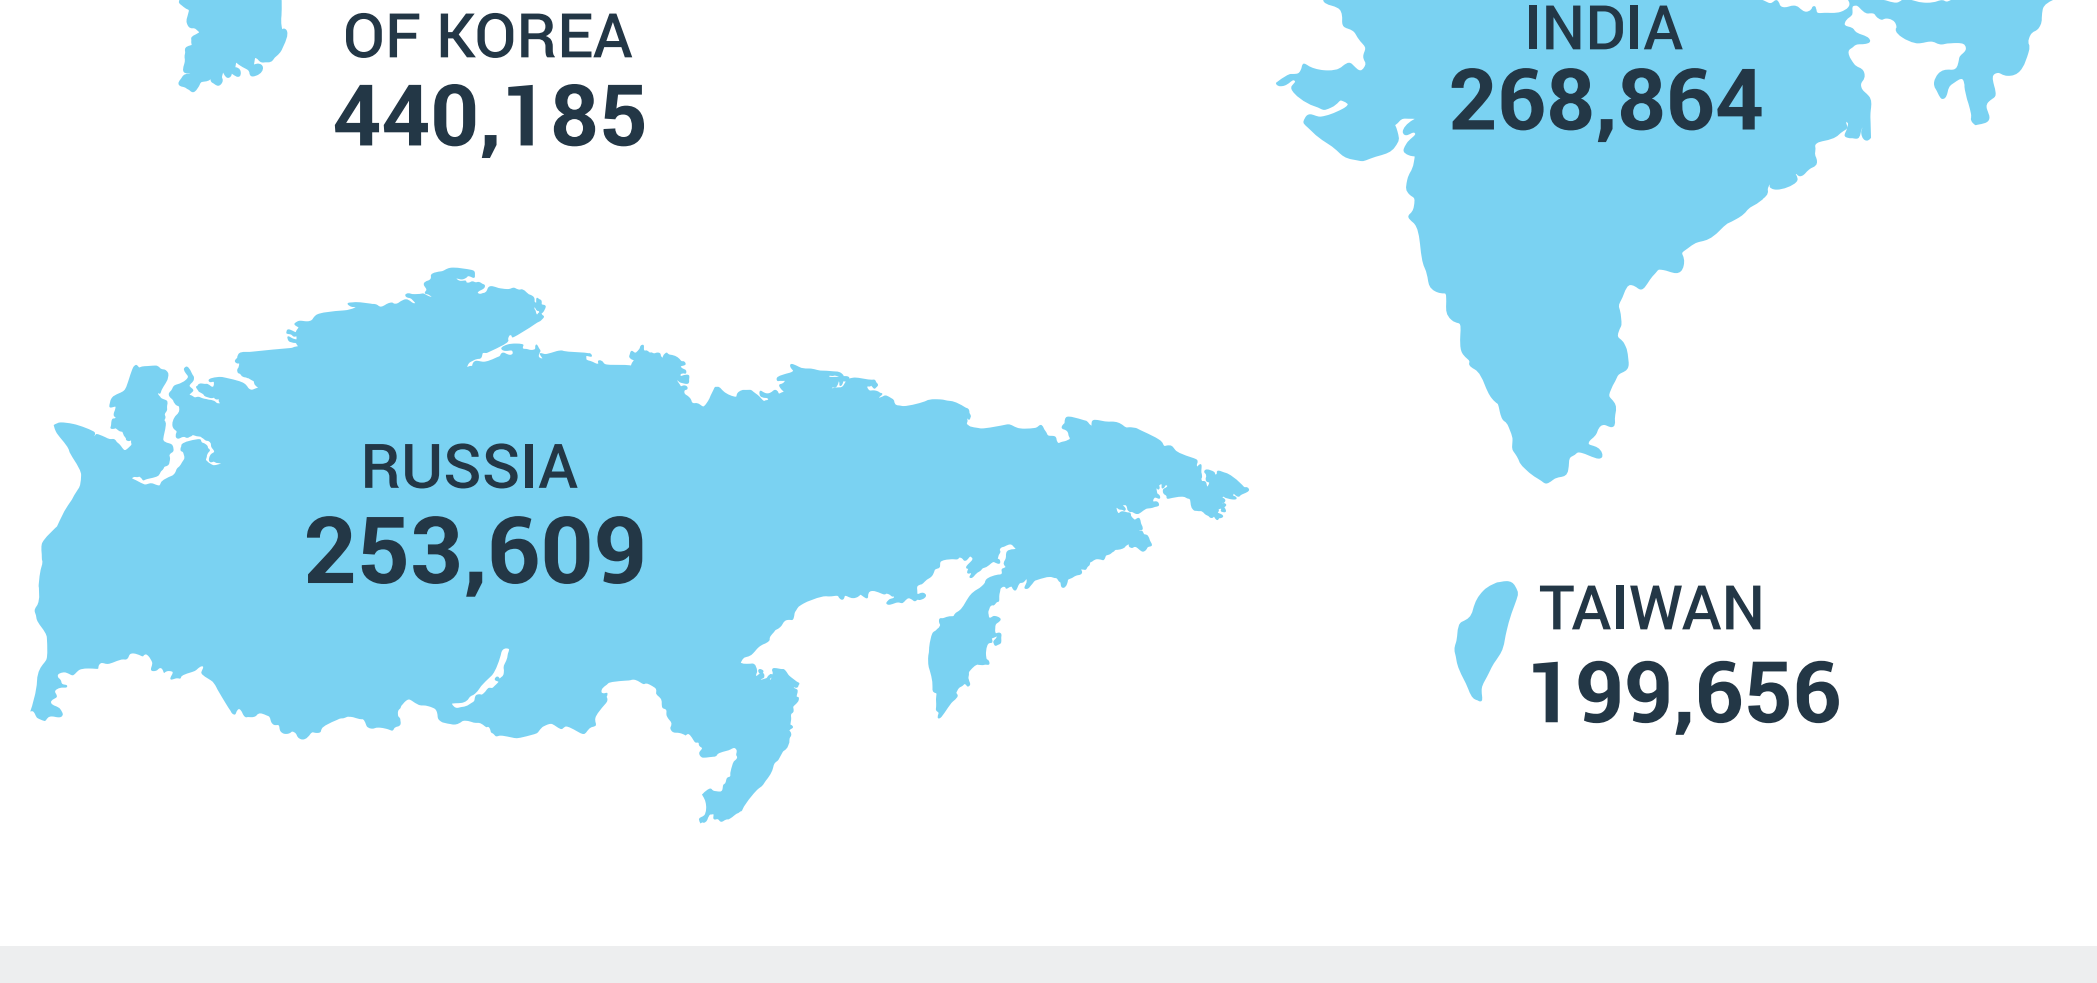 OF KOREA
440,185
INDIA
268,864
RUSSIA
253,609
TAIWAN
199,656